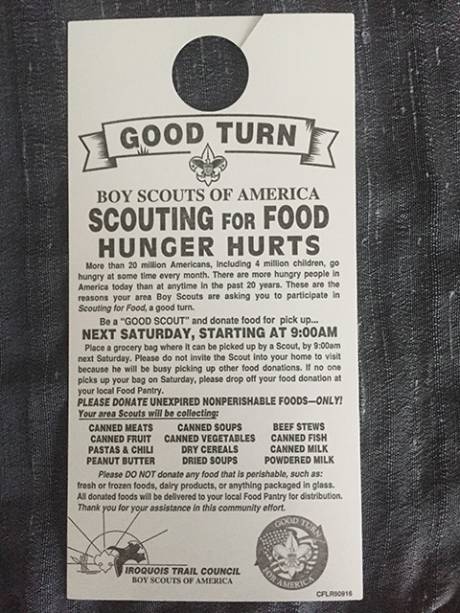 GOOD TURN
BOY SCOUTS OF AMERICA
SCOUTING FOR FOOD
HUNGER HURTS
More than 20 million Americans, including 4 million children, go
hungry at some time every month. There are more hungry people in
America today than at anytime in the past 20 years. These are the
reasons your area Boy Scouts are asking you to participate in
Scouting for Food, a good turn.
Be a "GOOD SCOUT" and donate food for pick up...
NEXT SATURDAY, STARTING AT 9:00AM
Place a grocery bag where it can be picked up by a Scout, by 9:00am
next Saturday. Please do not invite the Scout into your home to visit
because he will be busy picking up other food donations. If no one
picks up your bag on Saturday, please drop off your food donation at
your local Food Pantry.
PLEASE DONATE UNEXPIRED NONPERISHABLE FOODS—ONLY!
Your area Scouts will be collecting:
CANNED MEATS CANNED SOUPS BEEF STEWS
CANNED FRUIT CANNED VEGETABLES CANNED FISH
PASTAS & CHILI DRY CEREALS CANNED MILK
PEANUT BUTTER DRIED SOUPS POWDERED MILK
Please DO NOT donate any food that is perishable, such as:
fresh or frozen foods, dairy products, or anything packaged in glass.
All donated foods will be delivered to your local Food Pantry for distribution.
Thank you for your assistance in this community effort.
IROQUOIS TRAIL COUNCIL
BOY SCOUTS OF AMERICA
GOOD TURN
FOR AMERICA
CFLR90916